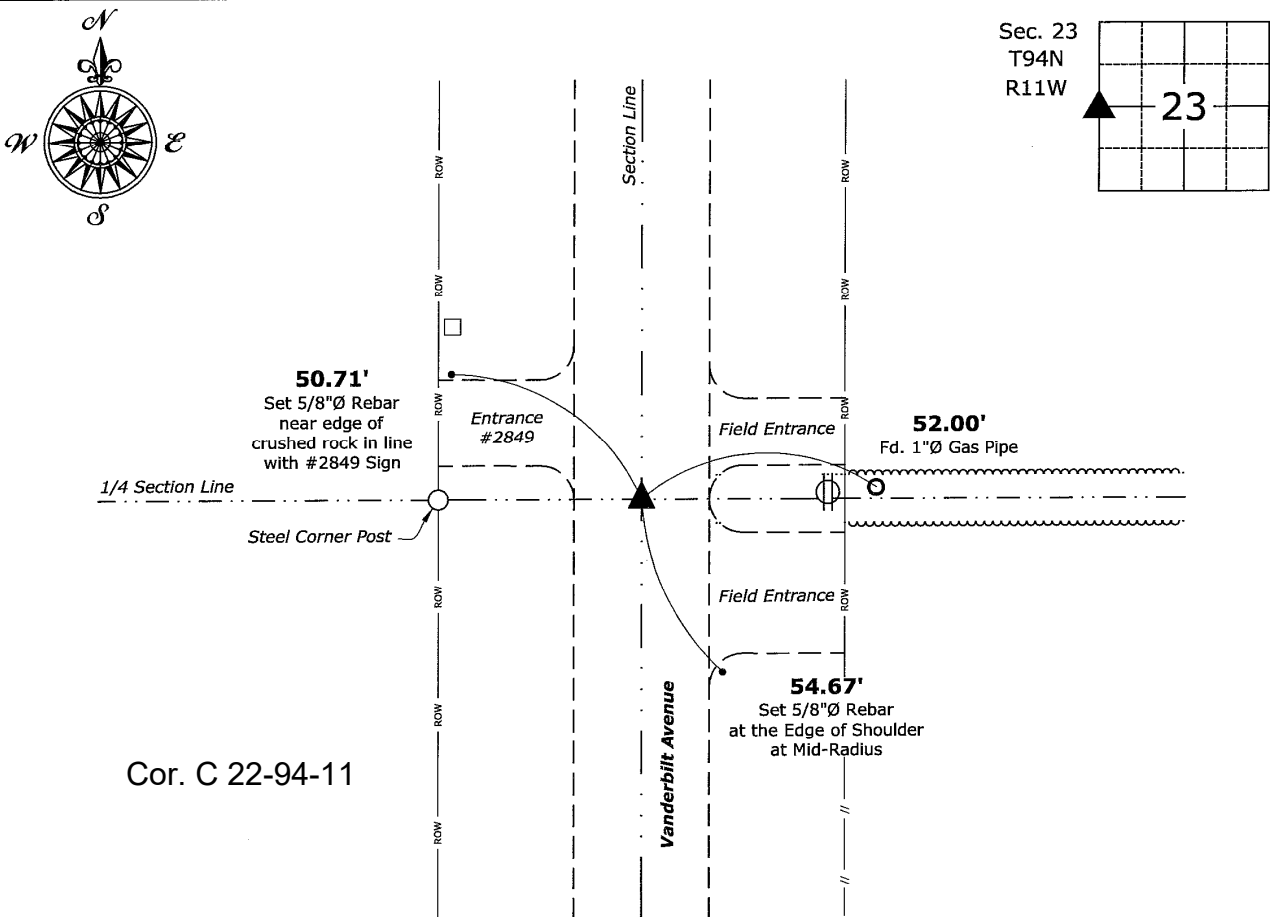 N
W
E
S
Sec. 23
T94N
R11W
23
Section Line
ROW
ROW
ROW
ROW
ROW
ROW
ROW
ROW
ROW
ROW
50.71'
Set 5/8"Ø Rebar
near edge of
crushed rock in line
with #2849 Sign
Entrance
#2849
Field Entrance
52.00'
Fd. 1"Ø Gas Pipe
1/4 Section Line
Steel Corner Post
Field Entrance
54.67'
Set 5/8"Ø Rebar
at the Edge of Shoulder
at Mid-Radius
Vanderbilt Avenue
Cor. C 22-94-11